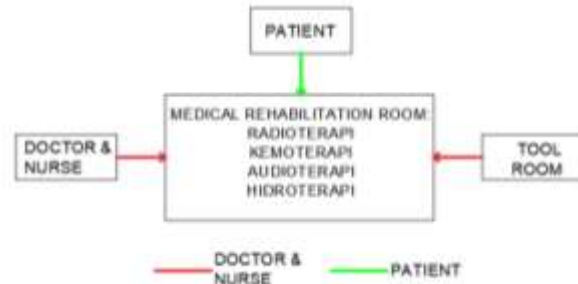 PATIENT
MEDICAL REHABILITATION ROOM:
RADIOTERAPI
KEMOTERAPI
AUDIOTERAPI
HIDROTERAPI
DOCTOR &
NURSE
TOOL
ROOM
DOCTOR &
NURSE
PATIENT